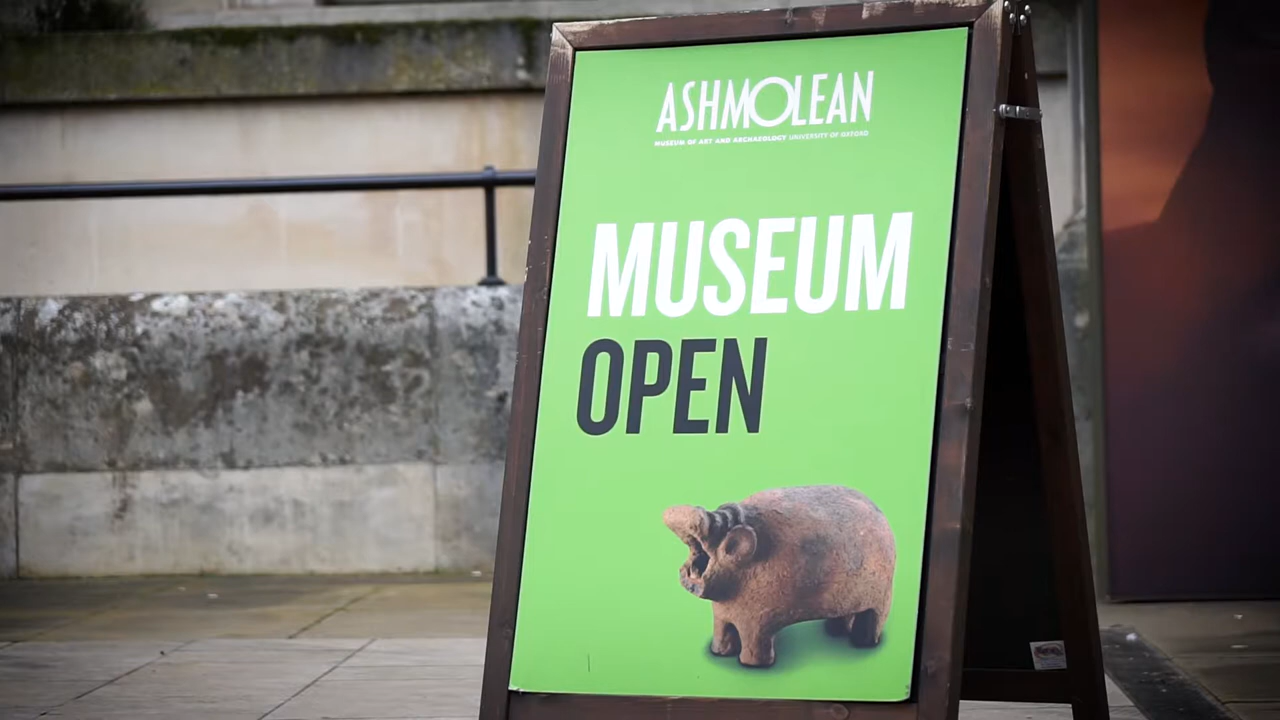 ASHMOLEAN
MUSEUM OF ART AND ARCHAEOLOGY UNIVERSITY OF OXFORD
MUSEUM
OPEN